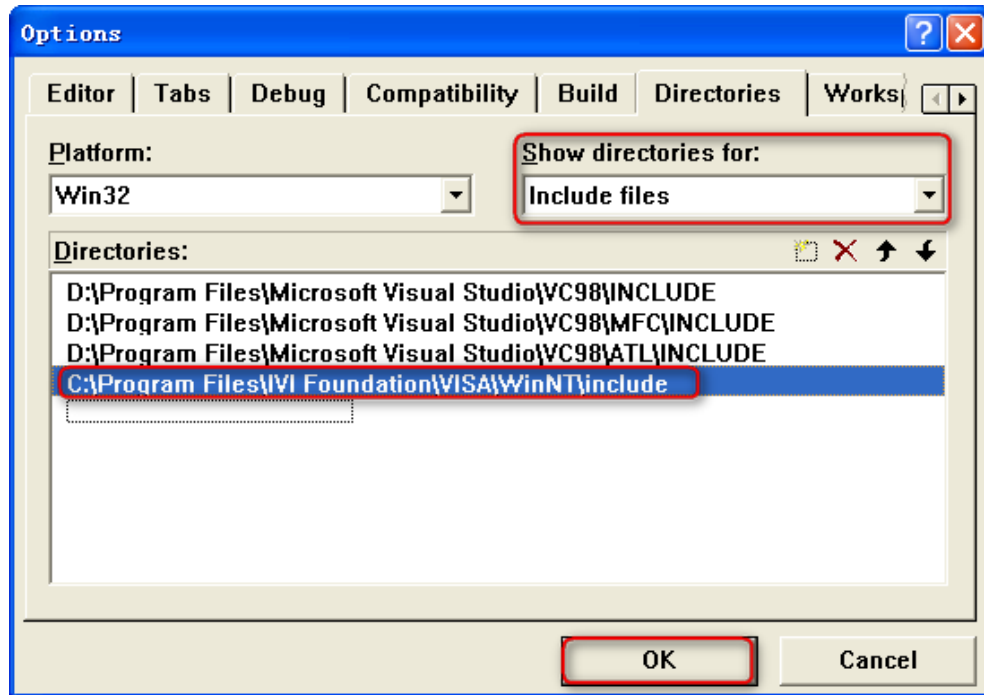 Options
Editor Tabs Debug Compatibility Build Directories Works
Platform: Show directories for:
Win32 Include files
Directories:
D:\Program Files\Microsoft Visual Studio\VC98\INCLUDE
D:\Program Files\Microsoft Visual Studio\VC98\MFC\INCLUDE
D:\Program Files\Microsoft Visual Studio\VC98\ATL\INCLUDE
C:\Program Files\IVI Foundation\VISA\WinNT\include
OK Cancel